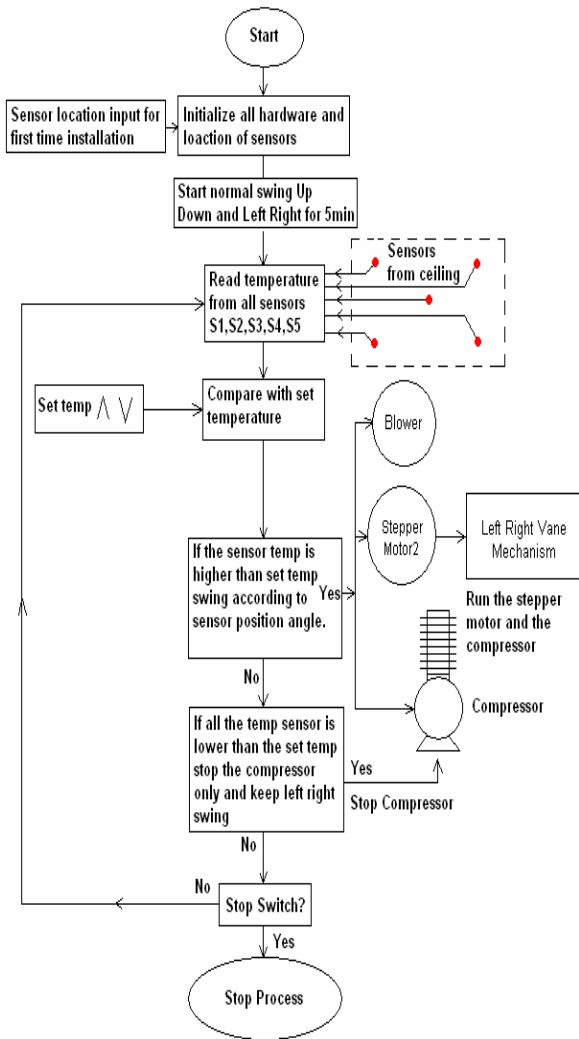 Start
Sensor location input for
first time installation
Initialize all hardware and
loaction of sensors
Start normal swing Up
Down and Left Right for 5min
Sensors
from ceiling
Read temperature
from all sensors
S1,S2,S3,S4,S5
Set temp
Compare with set
temperature
Blower
Stepper
Motor2
Left Right Vane
Mechanism
If the sensor temp is
higher than set temp
swing according to
sensor position angle.
Yes
Run the stepper
motor and the
compressor
No
Compressor
If all the temp sensor is
lower than the set temp
stop the compressor
only and keep left right
swing
Yes
Stop Compressor
No
No
Stop Switch?
Yes
Stop Process